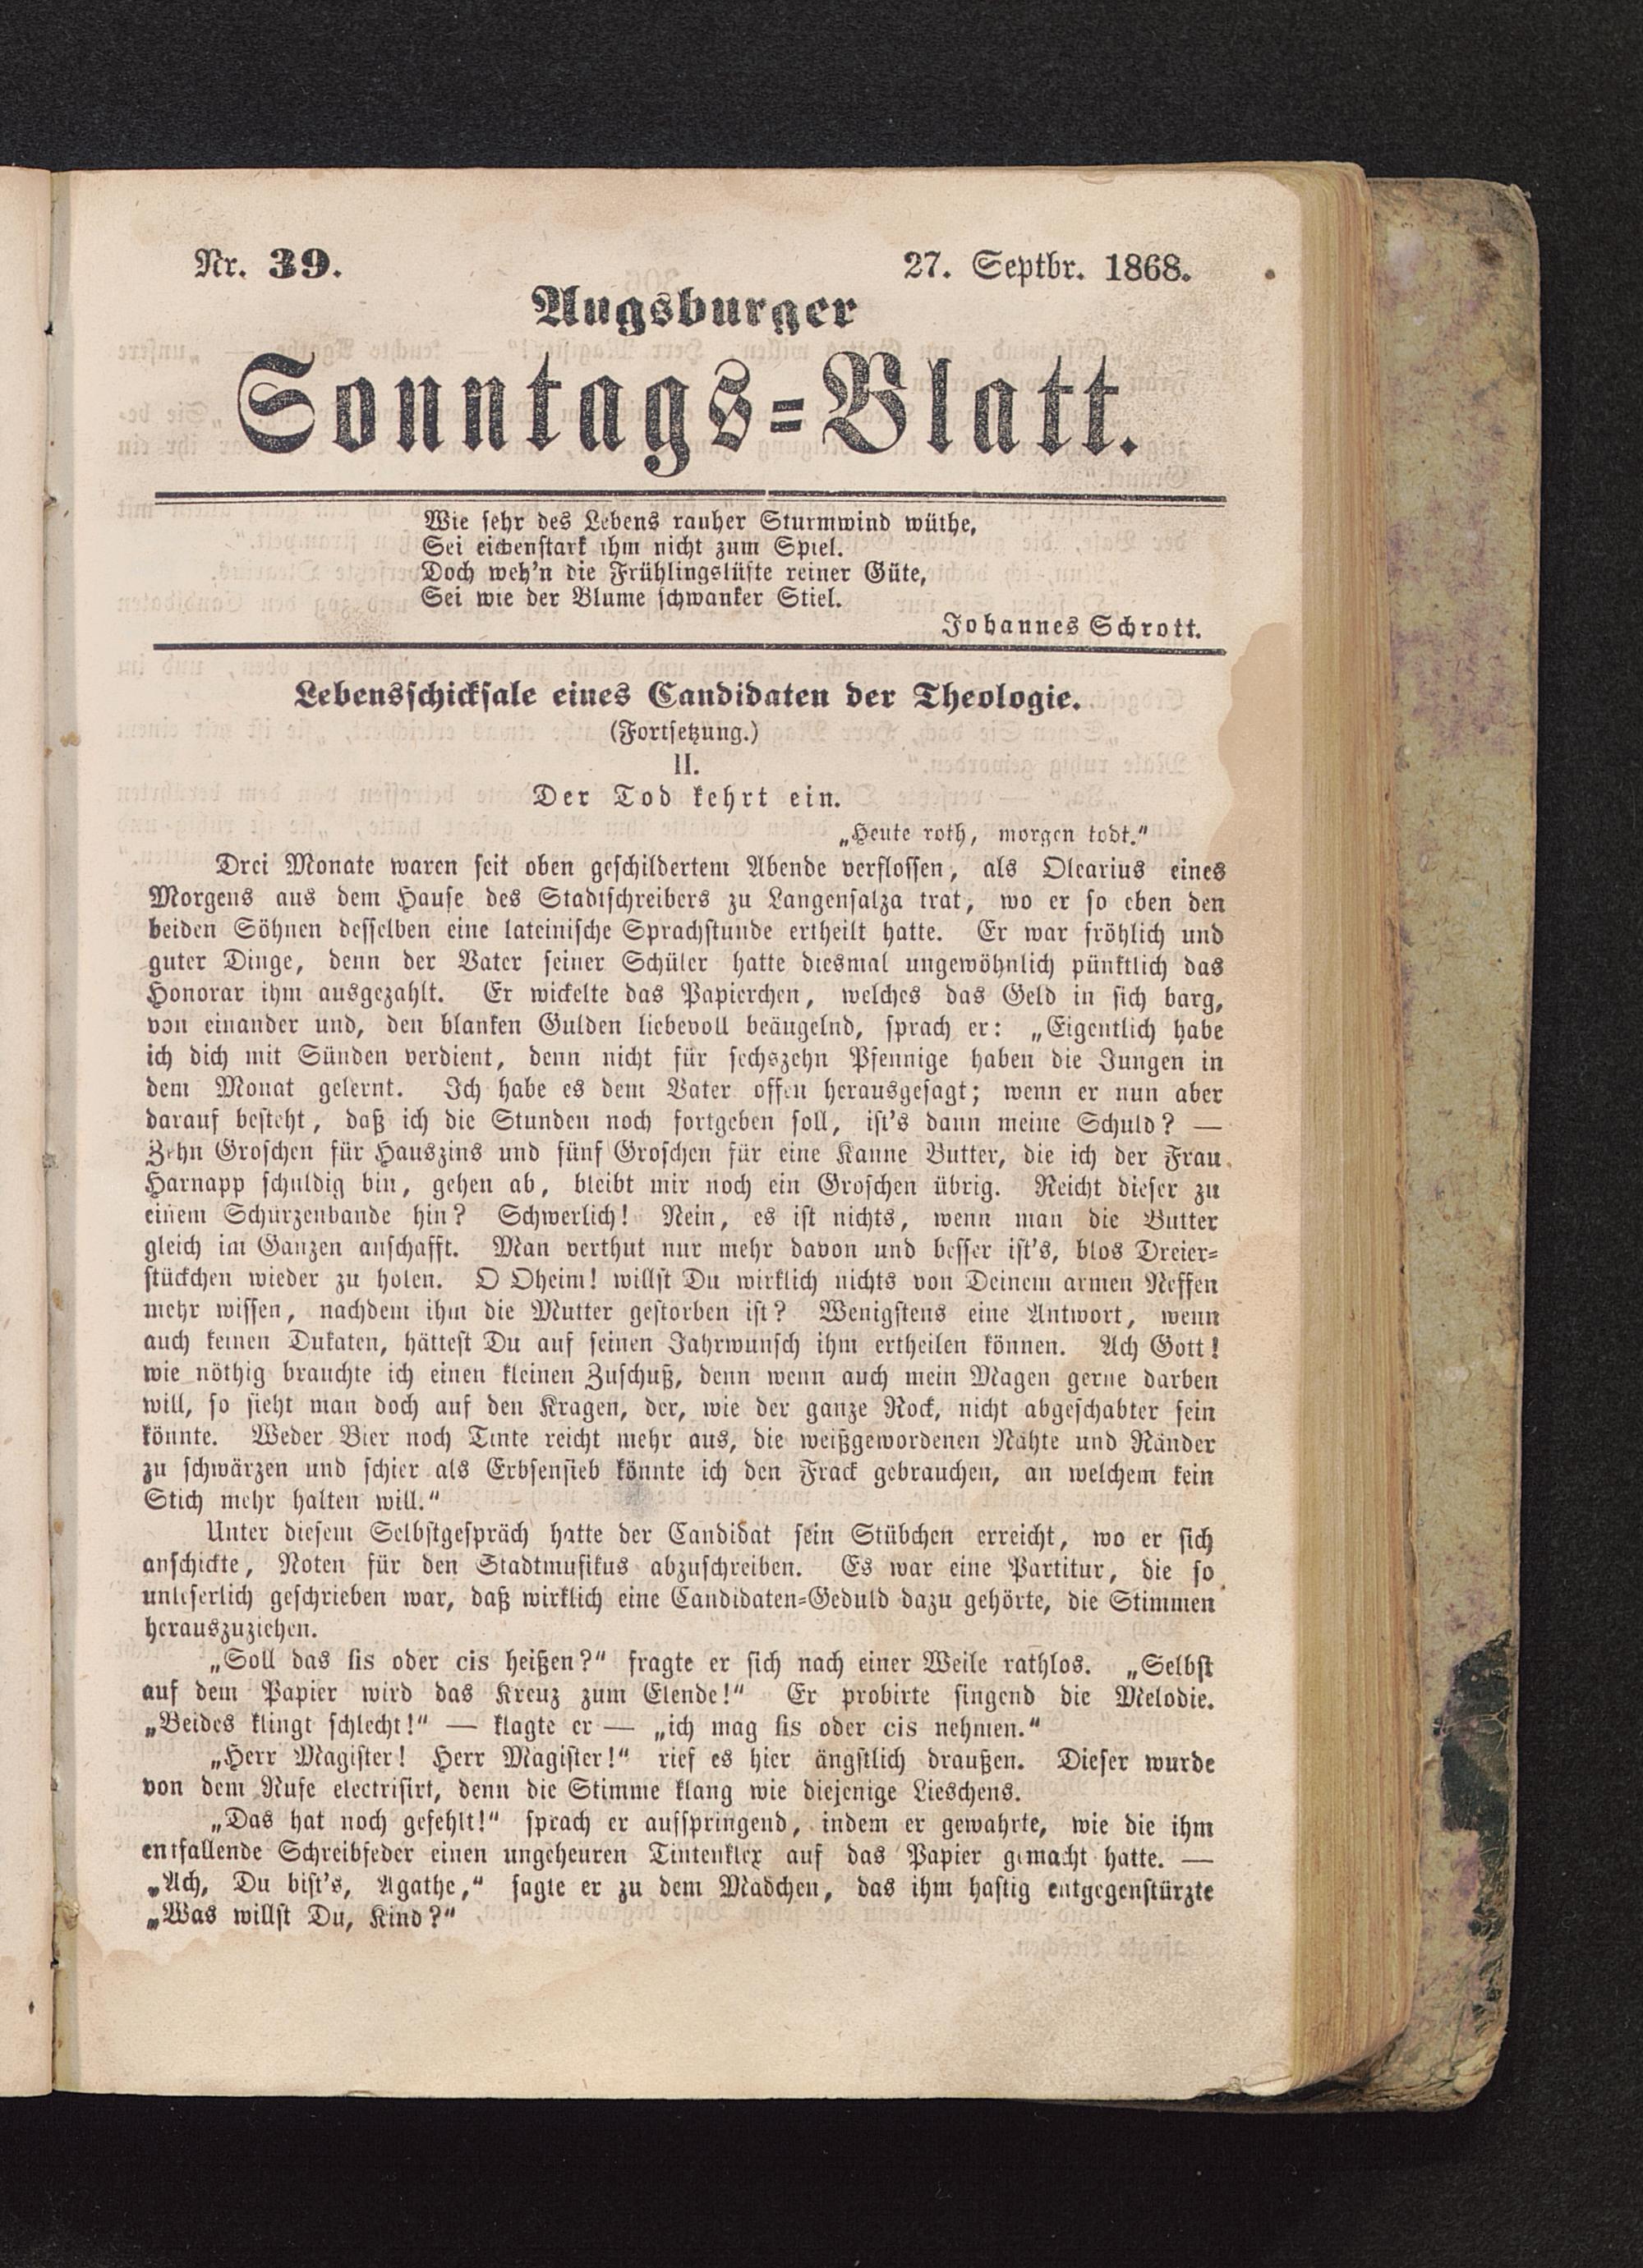 Nr. 39.
27. Septbr. 1868.
Augsburger
Sonntags=Blatt.
Wie sehr des Lebens rauher Sturmwind wüthe,
Sei eichenstark ihm nicht zum Spiel.
Doch weh'n die Frühlingslüfte reiner Güte,
Sei wie der Blume schwanker Stiel.
Johannes Schrott.
Lebensschicksale eines Candidaten der Theologie.
(Fortsetzung.)
II.
Der Tod kehrt ein.
„Heute roth, morgen todt.“
Drei Monate waren seit oben geschildertem Abende verflossen, als Olearius eines
Morgens aus dem Hause des Stadtschreibers zu Langensalza trat, wo er so eben den
beiden Söhnen desselben eine lateinische Sprachstunde ertheilt hatte. Er war fröhlich und
guter Dinge, denn der Vater seiner Schüler hatte diesmal ungewöhnlich pünktlich das
Honorar ihm ausgezahlt. Er wickelte das Papierchen, welches das Geld in sich barg,
von einander und, den blanken Gulden liebevoll beäugelnd, sprach er: „Eigentlich habe
ich dich mit Sünden verdient, denn nicht für sechszehn Pfennige haben die Jungen in
dem Monat gelernt. Ich habe es dem Vater offen herausgesagt; wenn er nun aber
darauf besteht, daß ich die Stunden noch fortgeben soll, ist's dann meine Schuld? —
Zehn Groschen für Hauszins und fünf Groschen für eine Kanne Butter, die ich der Frau
Harnapp schuldig bin, gehen ab, bleibt mir noch ein Groschen übrig. Reicht dieser zu
einem Schürzenbande hin? Schwerlich! Nein, es ist nichts, wenn man die Butter
gleich im Ganzen anschafft. Man verthut nur mehr davon und besser ist's, blos Dreier=
stückchen wieder zu holen. O Oheim! willst Du wirklich nichts von Deinem armen Neffen
mehr wissen, nachdem ihm die Mutter gestorben ist? Wenigstens eine Antwort, wenn
auch keinen Dukaten, hättest Du auf seinen Jahrwunsch ihm ertheilen können. Ach Gott!
wie nöthig brauchte ich einen kleinen Zuschuß, denn wenn auch mein Magen gerne darben
will, so sieht man doch auf den Kragen, der, wie der ganze Rock, nicht abgeschabter sein
könnte. Weder Bier noch Tinte reicht mehr aus, die weißgewordenen Nähte und Ränder
zu schwärzen und schier als Erbsensieb könnte ich den Frack gebrauchen, an welchem kein
Stich mehr halten will.“
Unter diesem Selbstgespräch hatte der Candidat sein Stübchen erreicht, wo er sich
anschickte, Noten für den Stadtmusikus abzuschreiben. Es war eine Partitur, die so
unleserlich geschrieben war, daß wirklich eine Candidaten=Geduld dazu gehörte, die Stimmen
herauszuziehen.
„Soll das fis oder cis heißen?“ fragte er sich nach einer Weile rathlos. „Selbst
auf dem Papier wird das Kreuz zum Elende!“ Er probirte singend die Melodie.
„Beides klingt schlecht!“ — klagte er — „ich mag fis oder cis nehmen.“
„Herr Magister! Herr Magister!“ rief es hier ängstlich draußen. Dieser wurde
von dem Rufe electrisirt, denn die Stimme klang wie diejenige Lieschens.
„Das hat noch gefehlt!“ sprach er aufspringend, indem er gewahrte, wie die ihm
entfallende Schreibfeder einen ungeheuren Tintenklex auf das Papier gemacht hatte. —
„Ach, Du bist's, Agathe,“ sagte er zu dem Mädchen, das ihm hastig entgegenstürzte
„Was willst Du, Kind?“